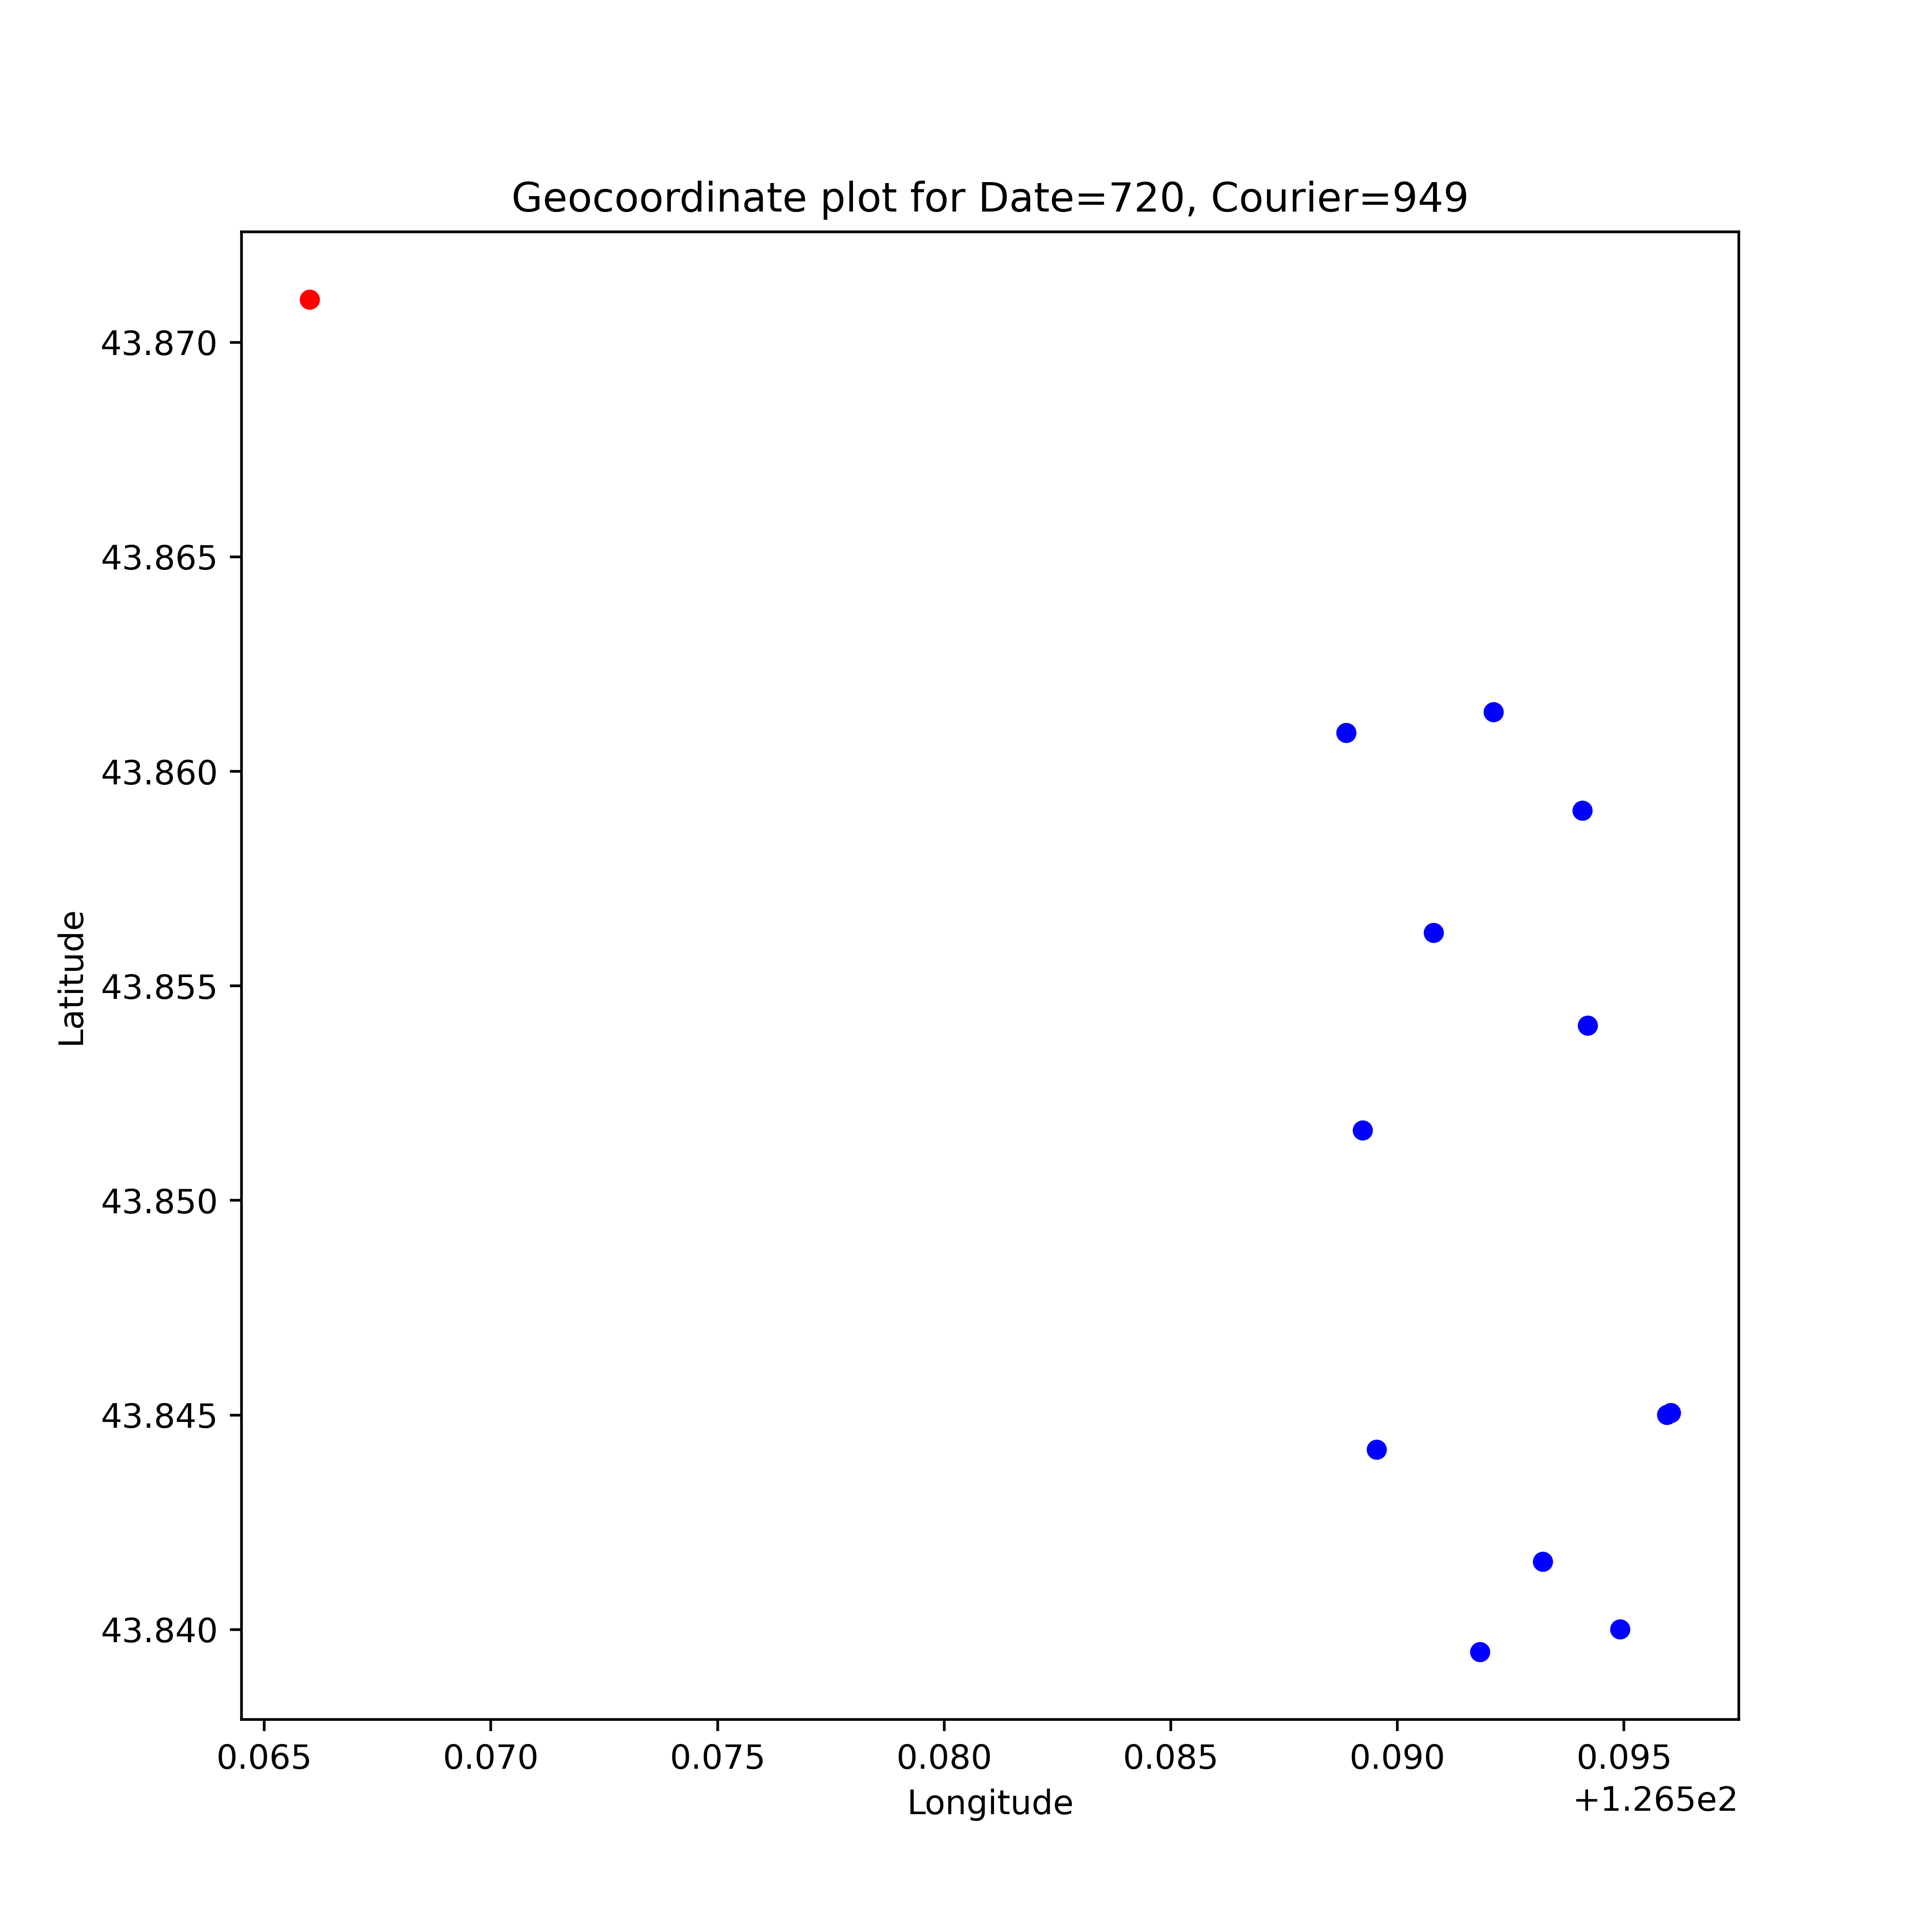 Geocoordinate plot for Date=720, Courier=949
43.870
43.865
43.860
43.855
43.850
43.845
43.840
Latitude
0.065 0.070 0.075 0.080 0.085 0.090 0.095
+1.265e2
Longitude